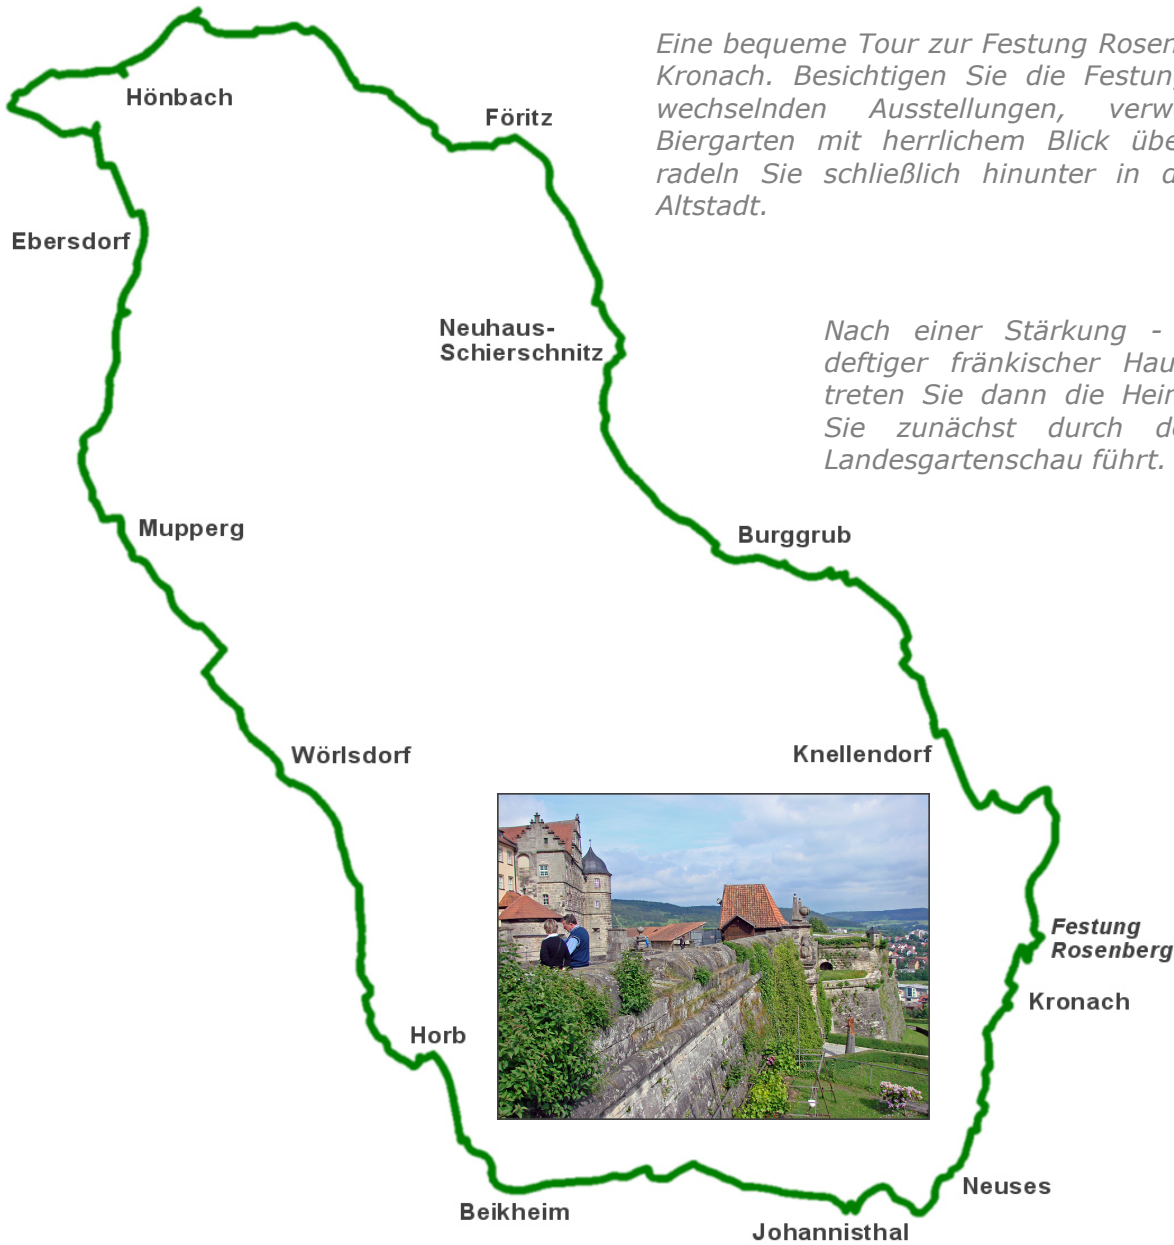 Eine bequeme Tour zur Festung Rosen
Kronach. Besichtigen Sie die Festun
wechselnden Ausstellungen, verw
Biergarten mit herrlichem Blick übe
radeln Sie schließlich hinunter in d
Altstadt.
Hönbach
Föritz
Ebersdorf
Neuhaus-
Schierschnitz
Nach einer Stärkung -
deftiger fränkischer Hau
treten Sie dann die Hein
Sie zunächst durch de
Landesgartenschau führt.
Mupperg
Burggrub
Wörlsdorf
Knellendorf
Festung
Rosenberg
Kronach
Horb
Neuses
Beikheim
Johannisthal